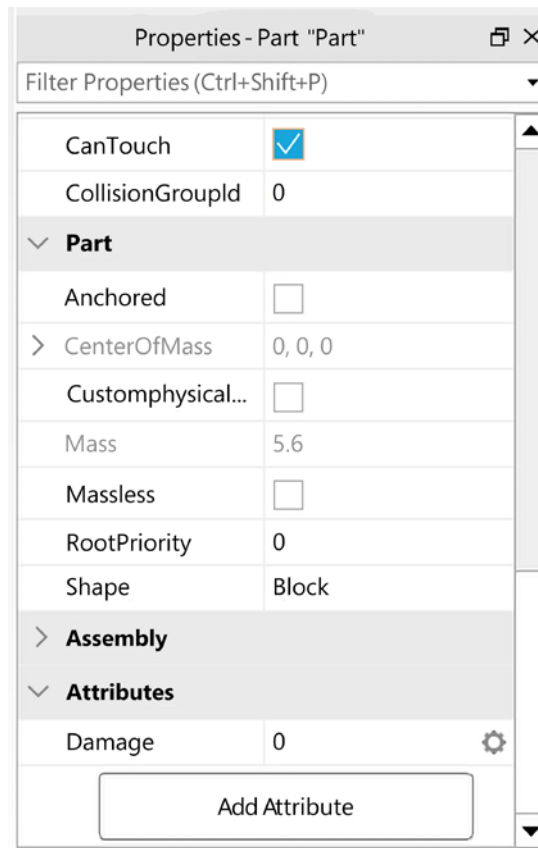 Properties - Part "Part"
Filter Properties (Ctrl+Shift+P)
CanTouch
CollisionGroupId 0
Part
Anchored
CenterOfMass 0, 0, 0
Customphysical...
Mass 5.6
Massless
RootPriority 0
Shape Block
Assembly
Attributes
Damage 0
Add Attribute